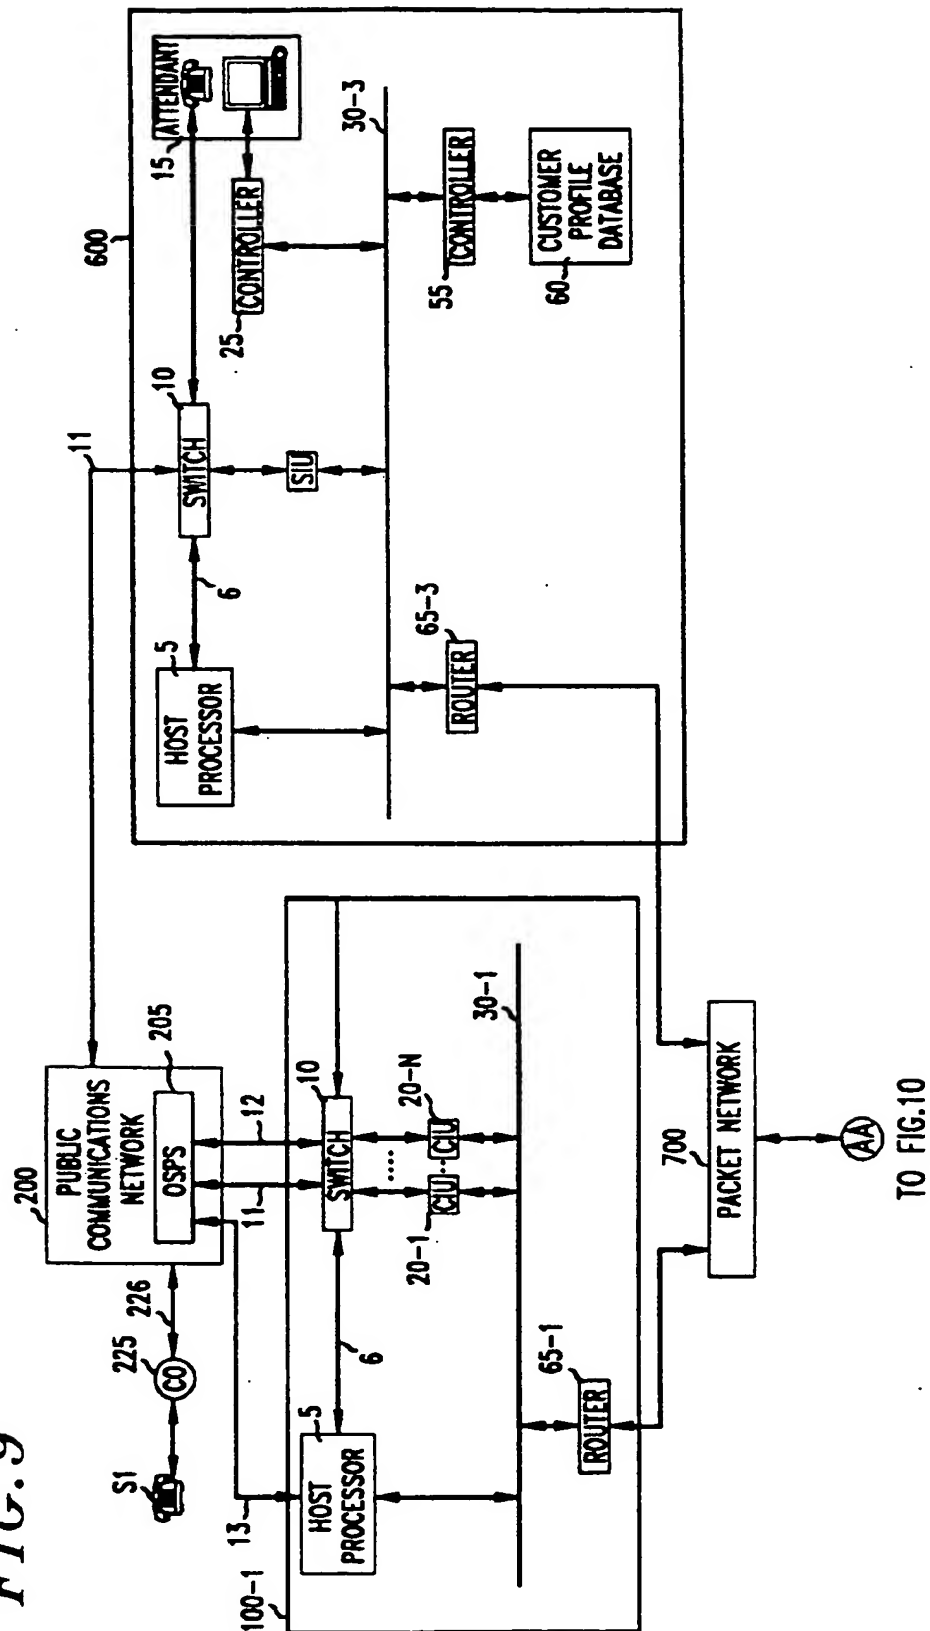 FIG. 9
S1
225
CO
226
200
PUBLIC
COMMUNICATIONS
NETWORK
OSPS
205
11
13
11
12
100-1
5
HOST
PROCESSOR
6
10
SWITCH
20-1
CIU
....
...
20-N
CIU
30-1
65-1
ROUTER
600
5
HOST
PROCESSOR
6
10
SWITCH
SIU
15
ATTENDANT
25
CONTROLLER
30-3
65-3
ROUTER
55
CONTROLLER
60
CUSTOMER
PROFILE
DATABASE
700
PACKET NETWORK
AA
TO FIG.10